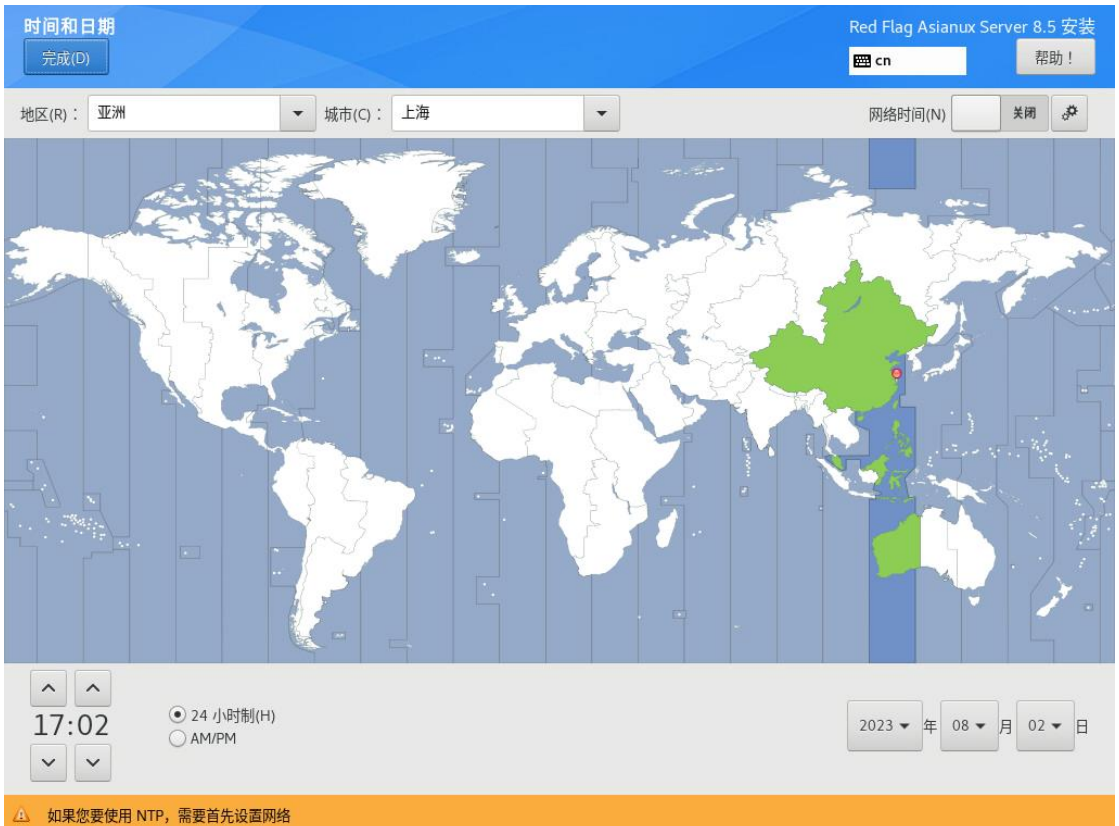 时间和日期
Red Flag Asianux Server 8.5 安装
完成(D)
cn
帮助！
地区(R)：
亚洲
城市(C)：
上海
网络时间(N)
关闭
17:02
24 小时制(H)
AM/PM
2023 年 08 月 02 日
如果您要使用 NTP，需要首先设置网络